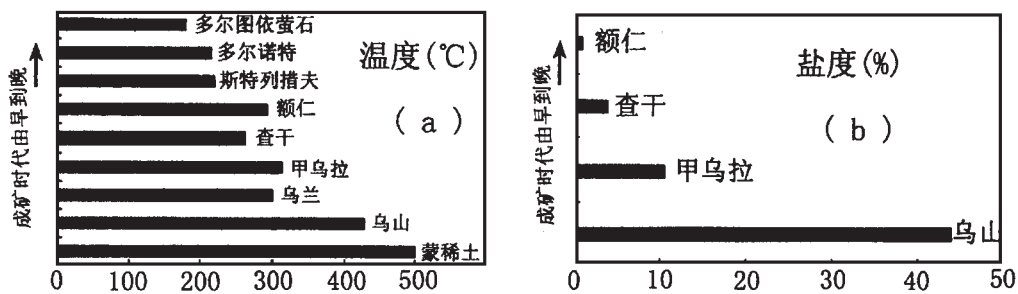 成矿时代由早到晚
多尔图依萤石
多尔诺特
斯特列措夫
额仁
查干
甲乌拉
乌兰
乌山
蒙稀土
温度(℃)
(a)
0 100 200 300 400 500
成矿时代由早到晚
额仁
查干
甲乌拉
乌山
盐度(%)
(b)
0 10 20 30 40 50